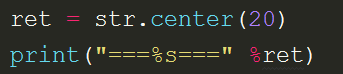 ret = str.center(20)
print("===%s===" %ret)